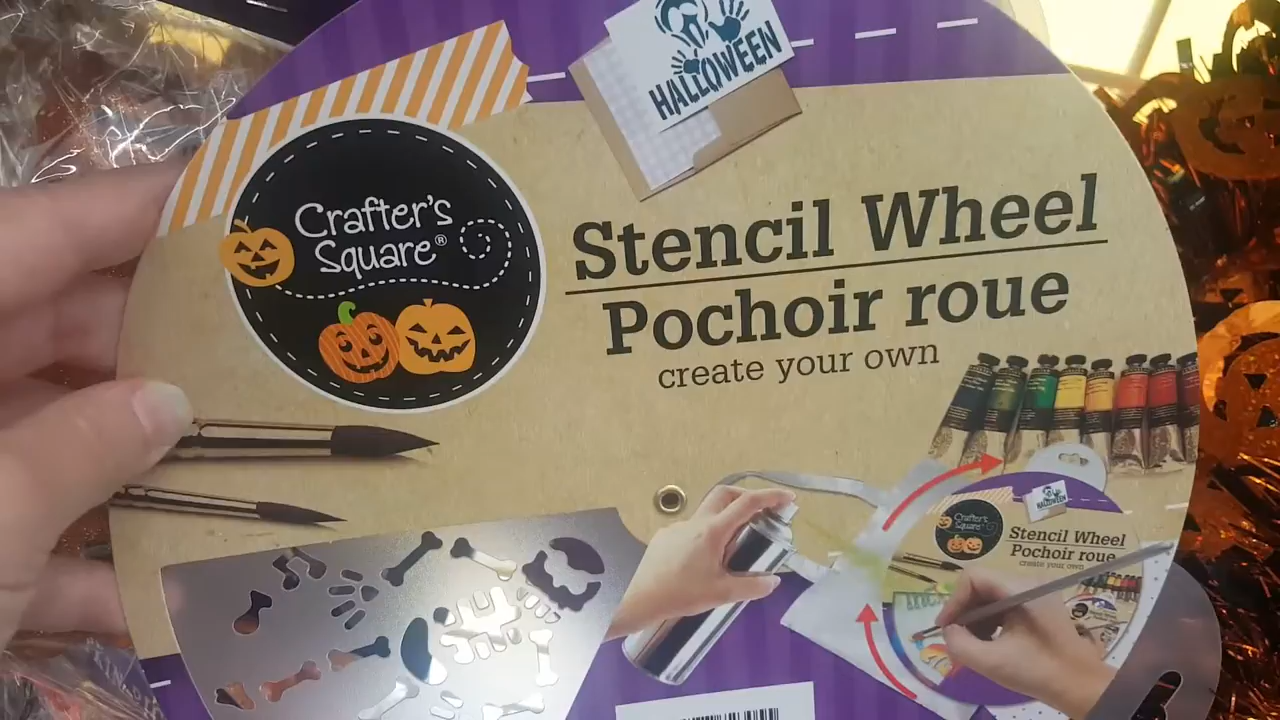 HALLOWEEN
Crafter's
Square®
Stencil Wheel
Pochoir roue
create your own
HALLOWEEN
Crafter's
Square
Stencil Wheel
Pochoir roue
create your own